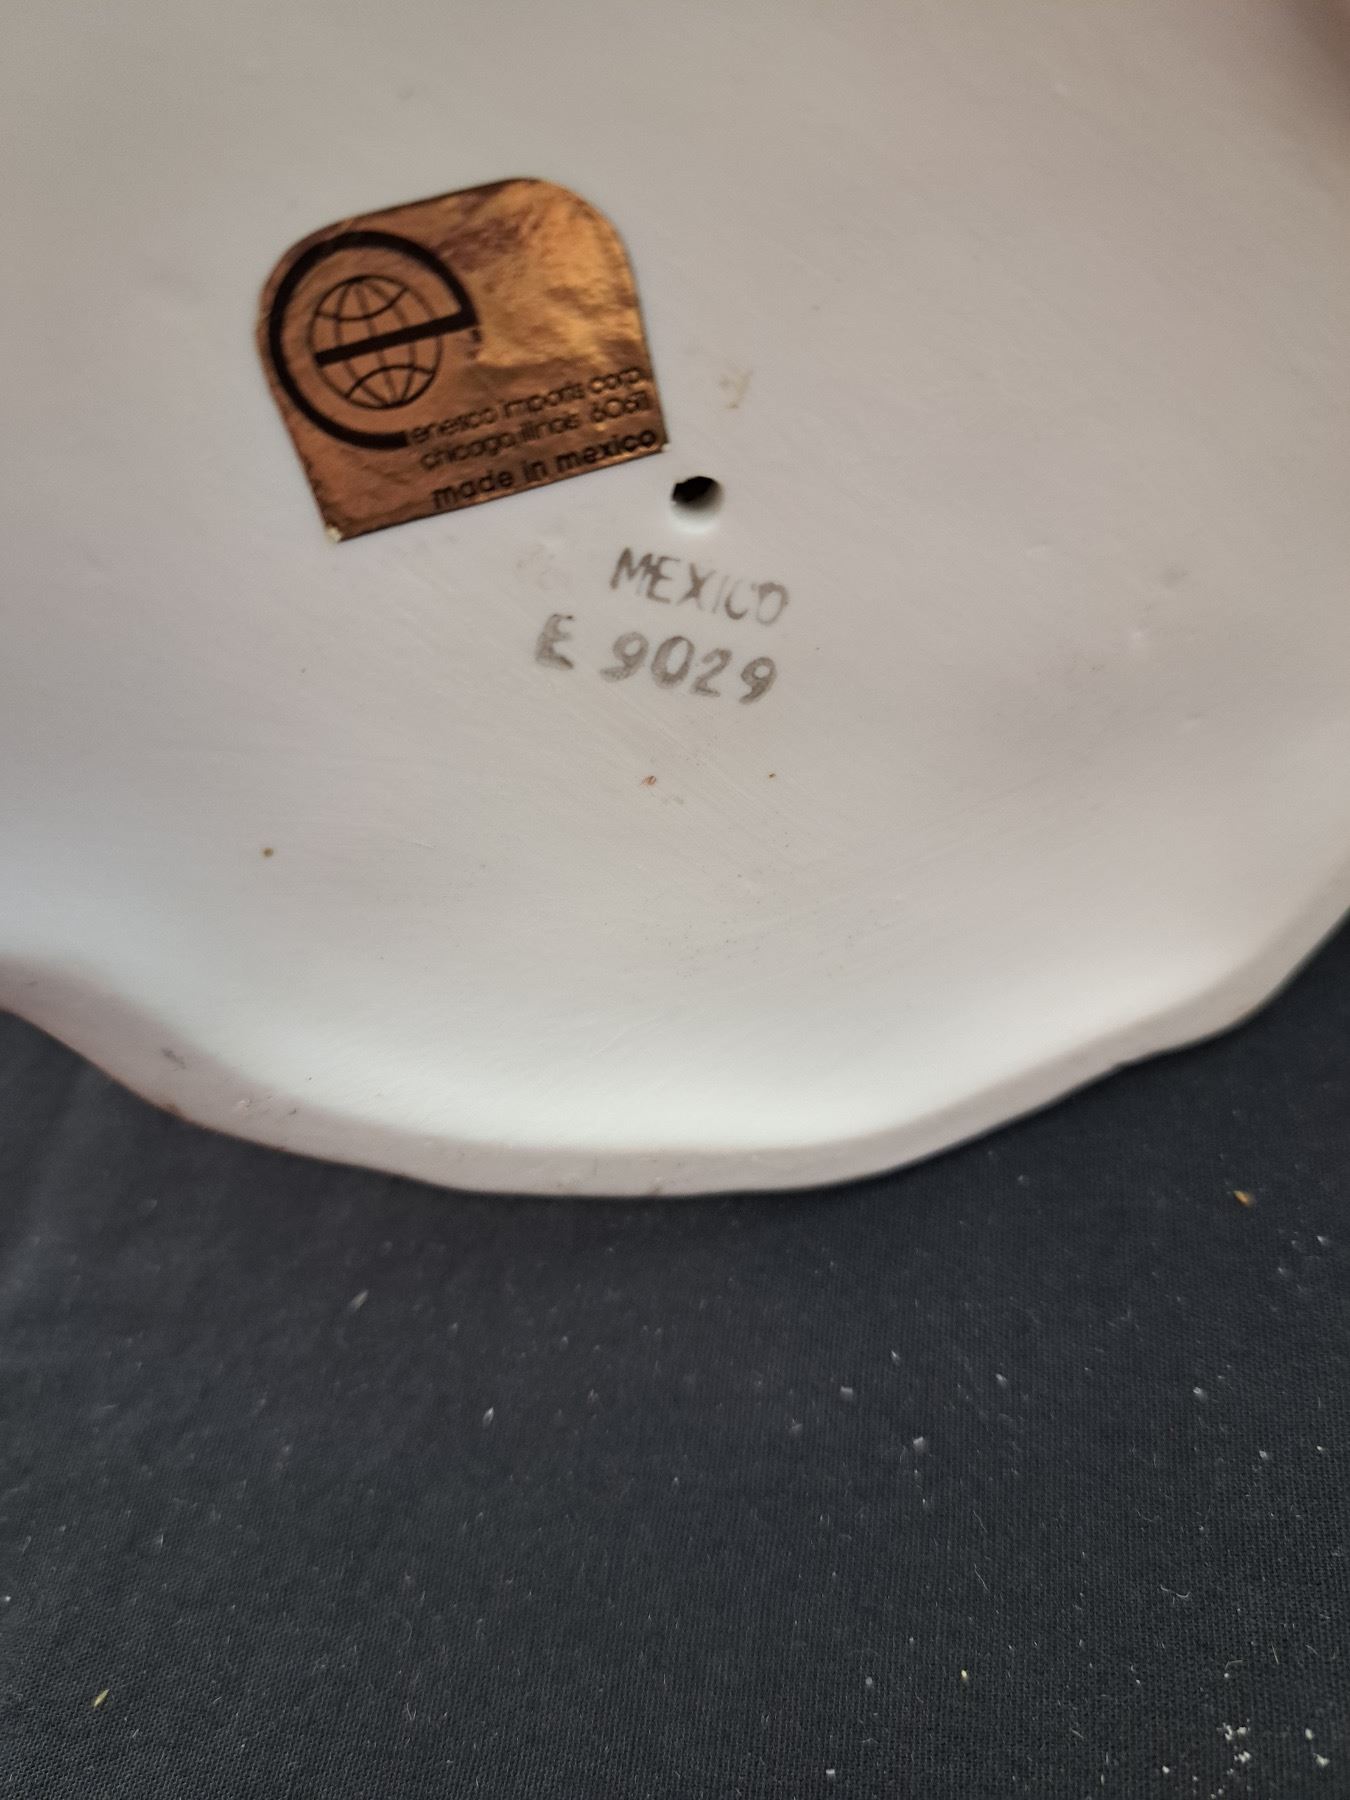 enesco imports corp.
chicago, illinois 60611
made in mexico
MEXICO
E 9029